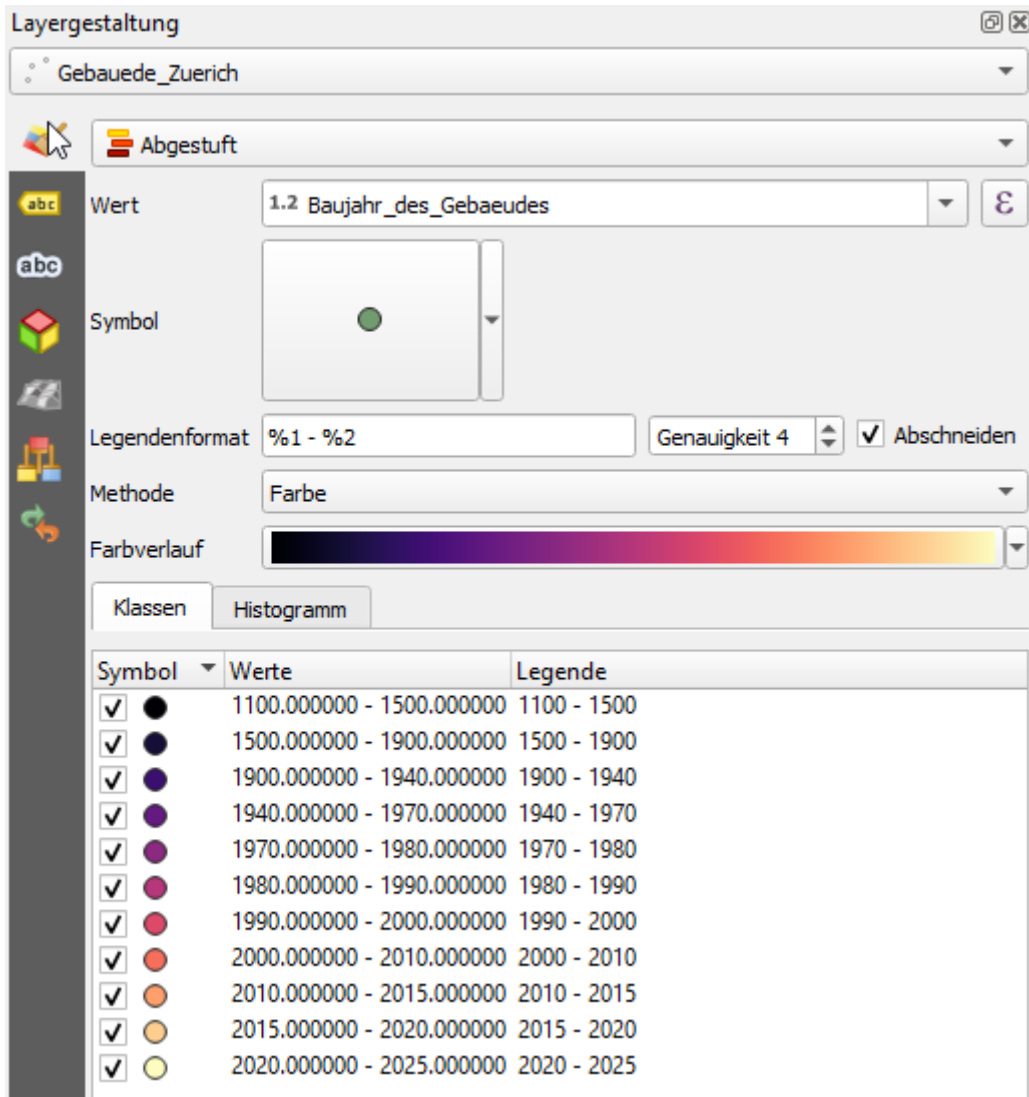 Layergestaltung
Gebauede_Zuerich
Abgestuft
abc
Wert
1.2 Baujahr_des_Gebaeudes
ε
abc
Symbol
Legendenformat %1 - %2 Genauigkeit 4 Abschneiden
Methode Farbe
Farbverlauf
Klassen Histogramm
Symbol Werte Legende
1100.000000 - 1500.000000 1100 - 1500
1500.000000 - 1900.000000 1500 - 1900
1900.000000 - 1940.000000 1900 - 1940
1940.000000 - 1970.000000 1940 - 1970
1970.000000 - 1980.000000 1970 - 1980
1980.000000 - 1990.000000 1980 - 1990
1990.000000 - 2000.000000 1990 - 2000
2000.000000 - 2010.000000 2000 - 2010
2010.000000 - 2015.000000 2010 - 2015
2015.000000 - 2020.000000 2015 - 2020
2020.000000 - 2025.000000 2020 - 2025